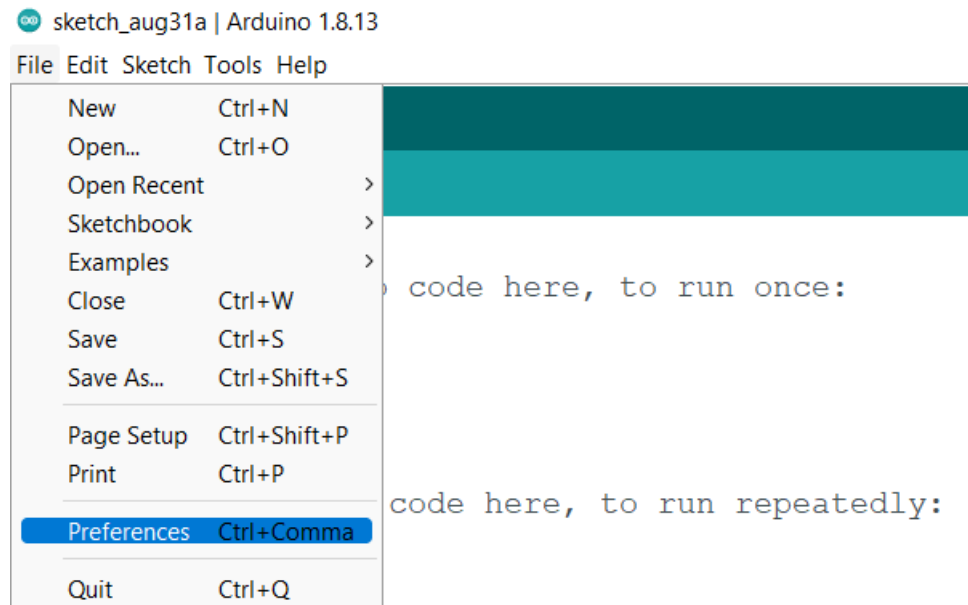 sketch_aug31a | Arduino 1.8.13
File Edit Sketch Tools Help
New Ctrl+N
Open... Ctrl+O
Open Recent
Sketchbook
Examples
Close Ctrl+W
Save Ctrl+S
Save As... Ctrl+Shift+S
Page Setup Ctrl+Shift+P
Print Ctrl+P
Preferences Ctrl+Comma
Quit Ctrl+Q
code here, to run once:
code here, to run repeatedly: